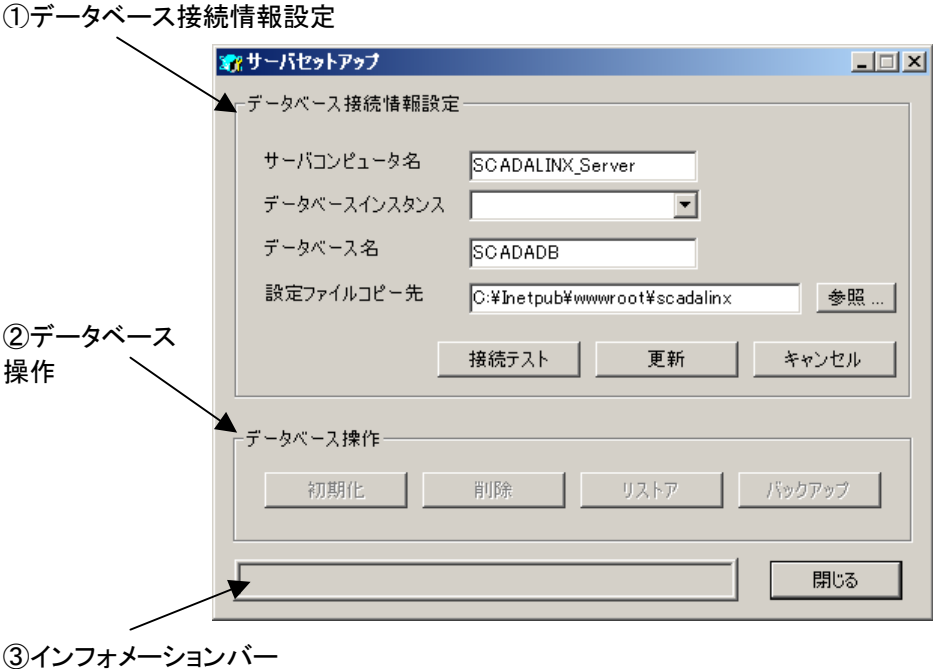 ①データベース接続情報設定
サーバセットアップ
データベース接続情報設定
サーバコンピュータ名
SCADALINX_Server
データベースインスタンス
データベース名
SCADADB
設定ファイルコピー先
C:¥Inetpub¥wwwroot¥scadalinx
参照 ...
接続テスト
更新
キャンセル
②データベース
操作
データベース操作
初期化
削除
リストア
バックアップ
閉じる
③インフォメーションバー